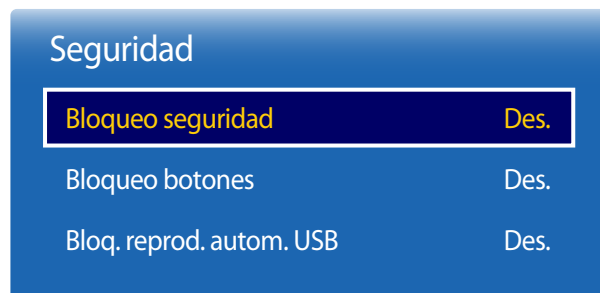 Seguridad
Bloqueo seguridad Des.
Bloqueo botones Des.
Bloq. reprod. autom. USB Des.